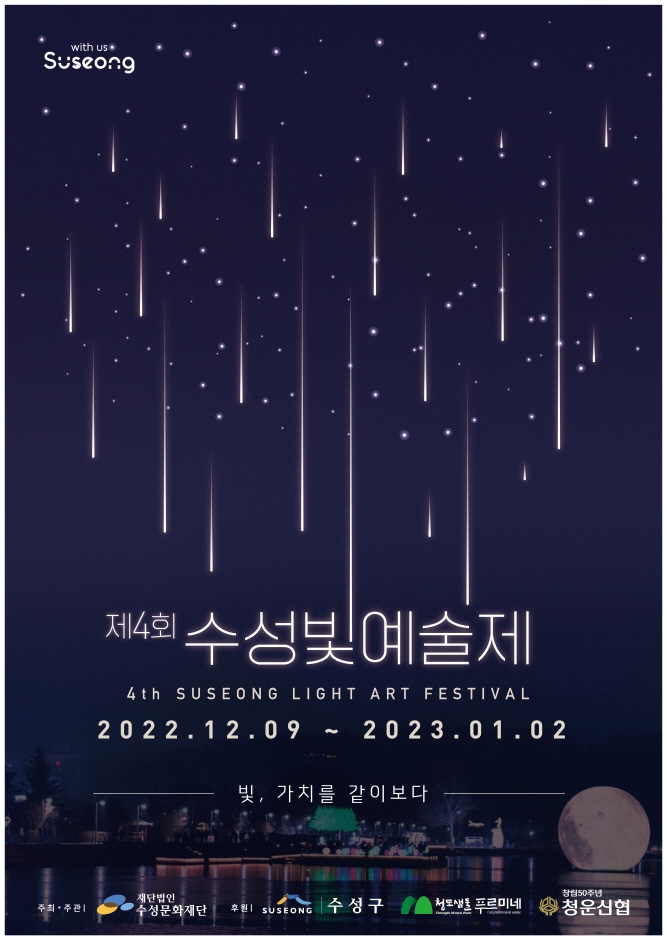 with us
Suseong
제4회 수성빛예술제
4th SUSEONG LIGHT ART FESTIVAL
2022.12.09 ~ 2023.01.02
빛, 가치를 같이보다
주최·주관| 재단법인 수성문화재단 후원| SUSEONG 수성구 청도샘물 푸르미네 창립50주년 청운신협